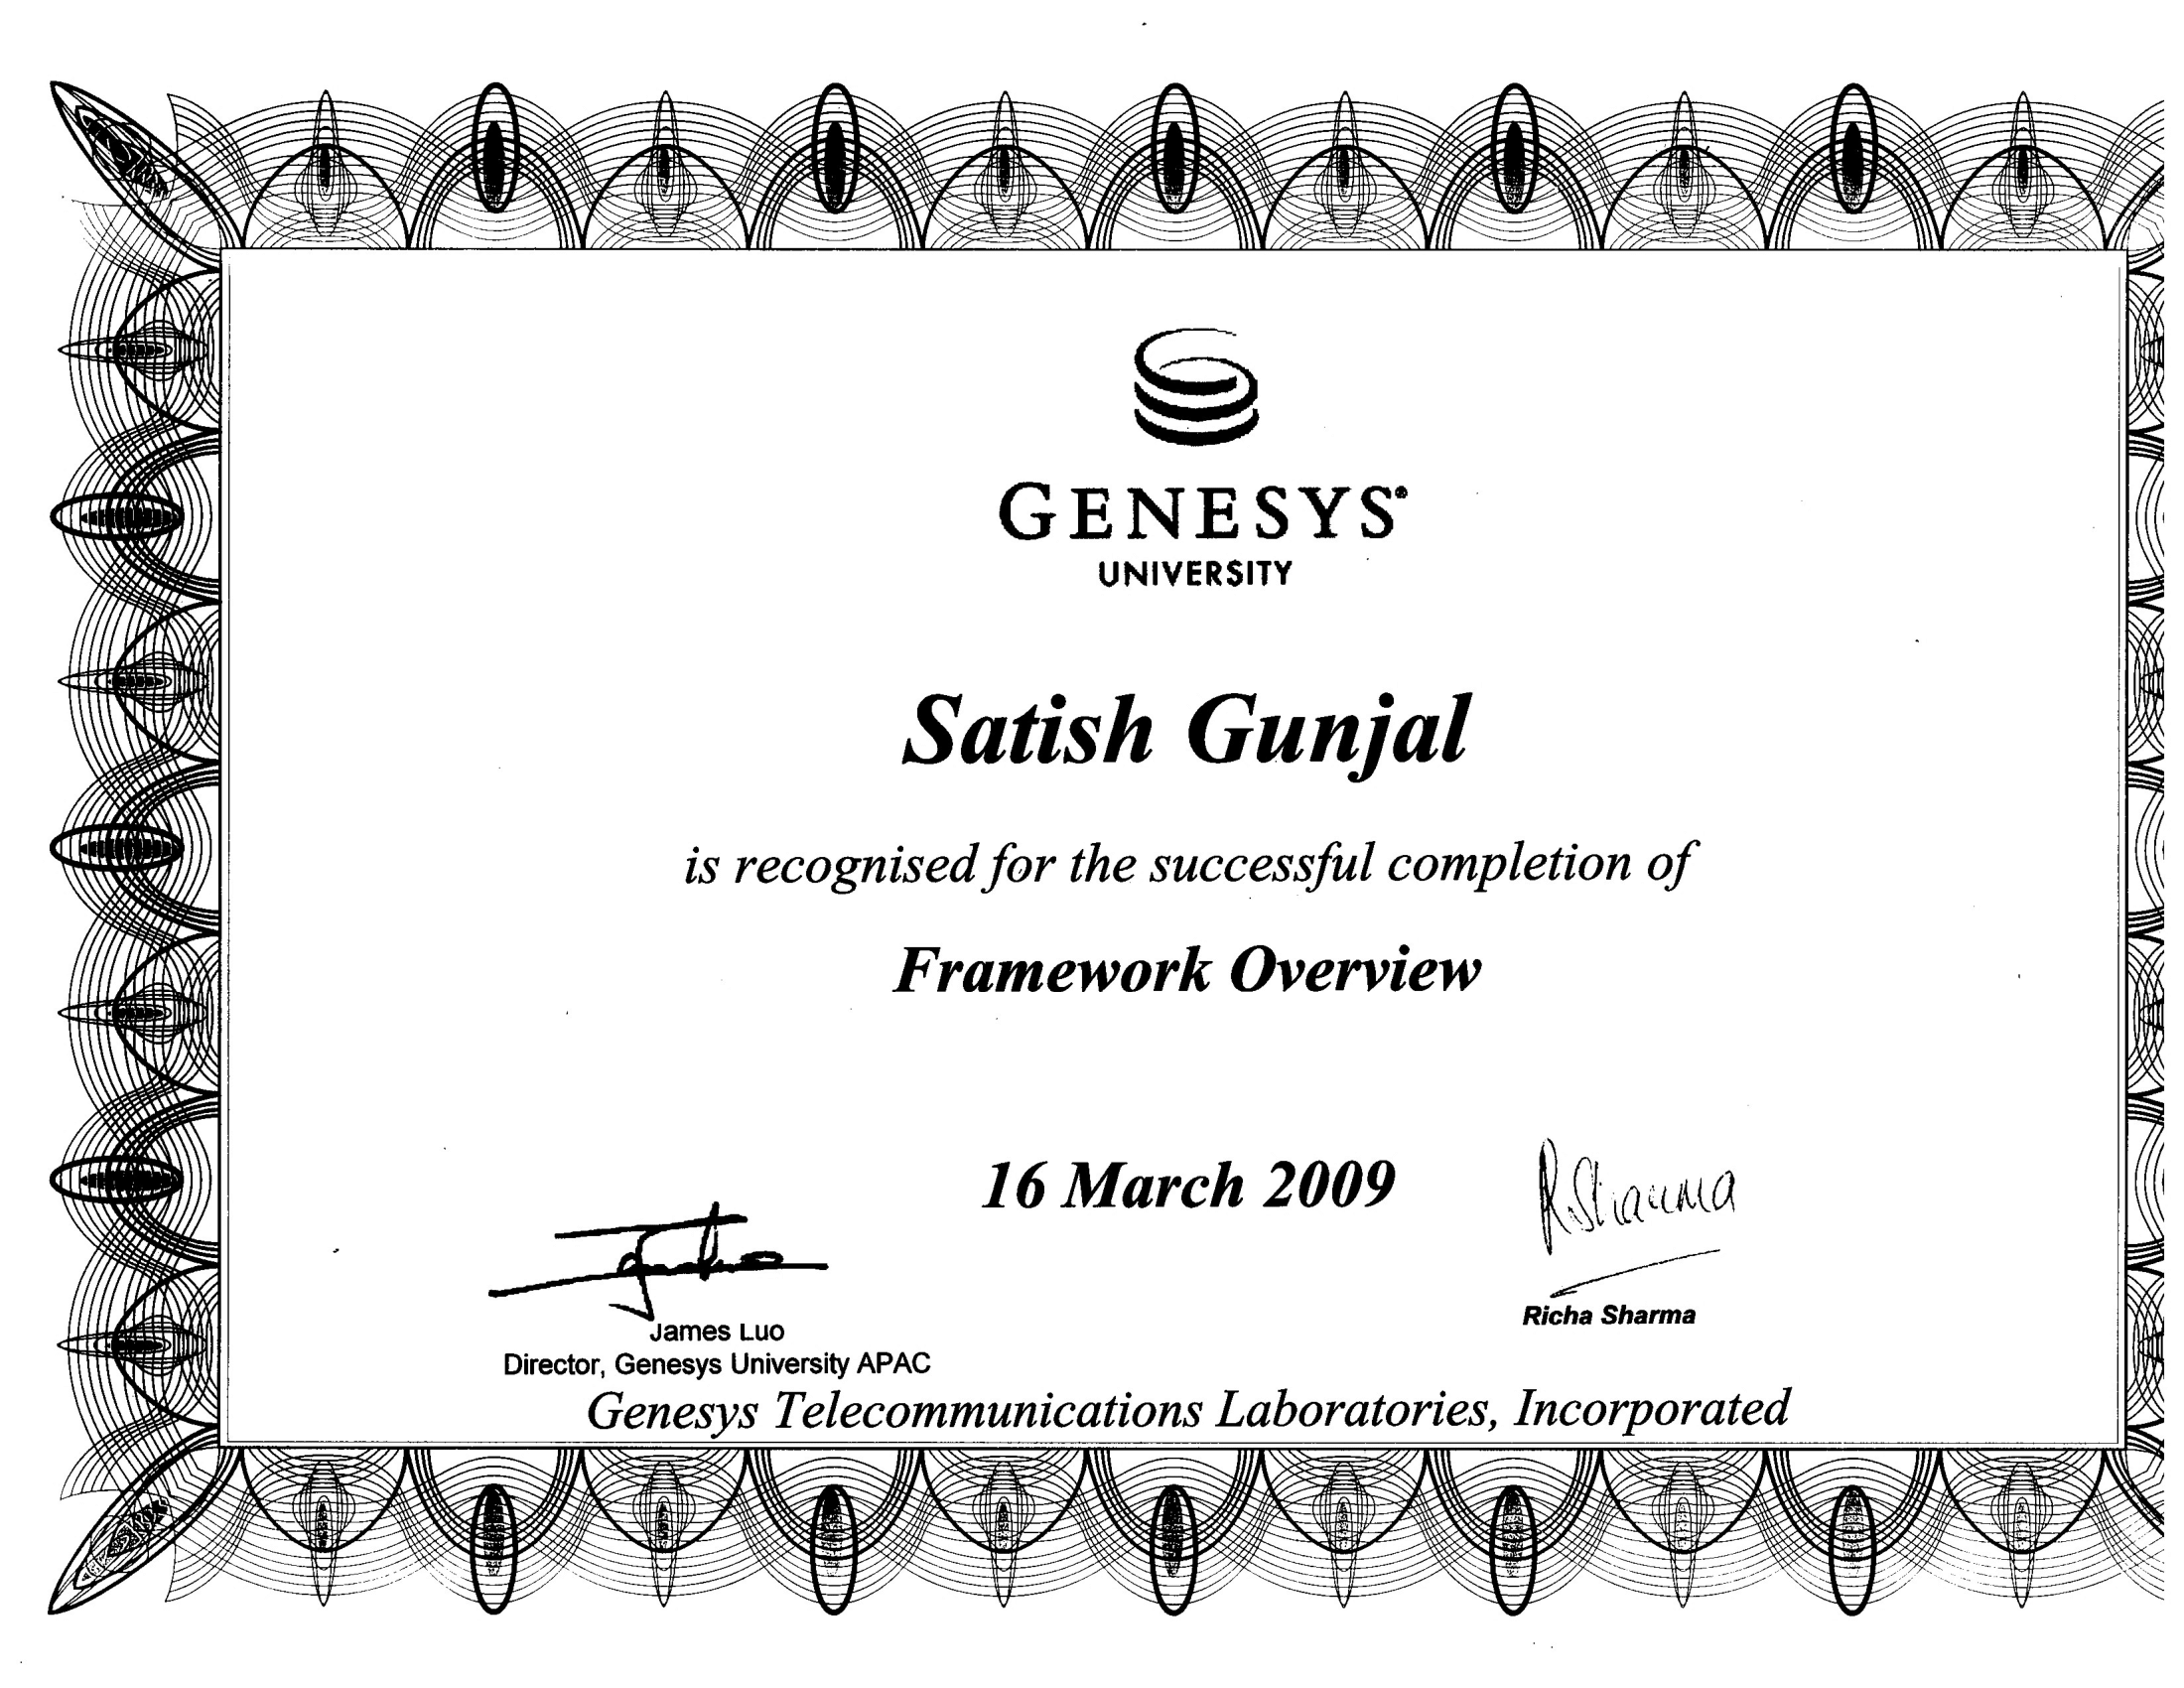 GENESYS®
UNIVERSITY
Satish Gunjal
is recognised for the successful completion of
Framework Overview
16 March 2009
RSharma
James Luo
Director, Genesys University APAC
Richa Sharma
Genesys Telecommunications Laboratories, Incorporated